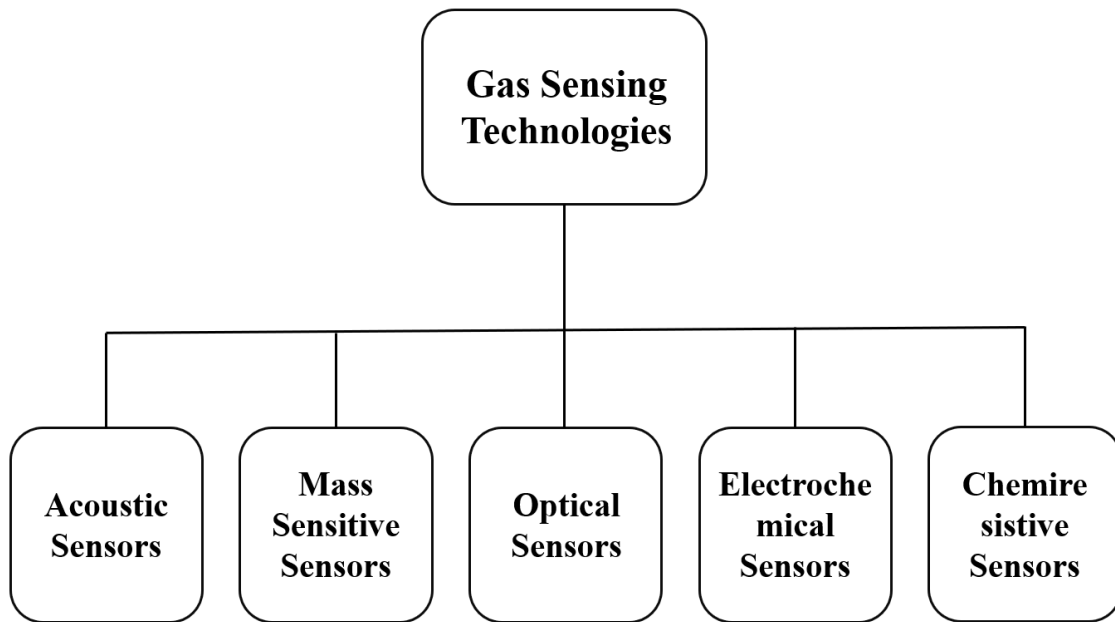 Gas Sensing
Technologies
Acoustic
Sensors
Mass
Sensitive
Sensors
Optical
Sensors
Electroche
mical
Sensors
Chemire
sistive
Sensors